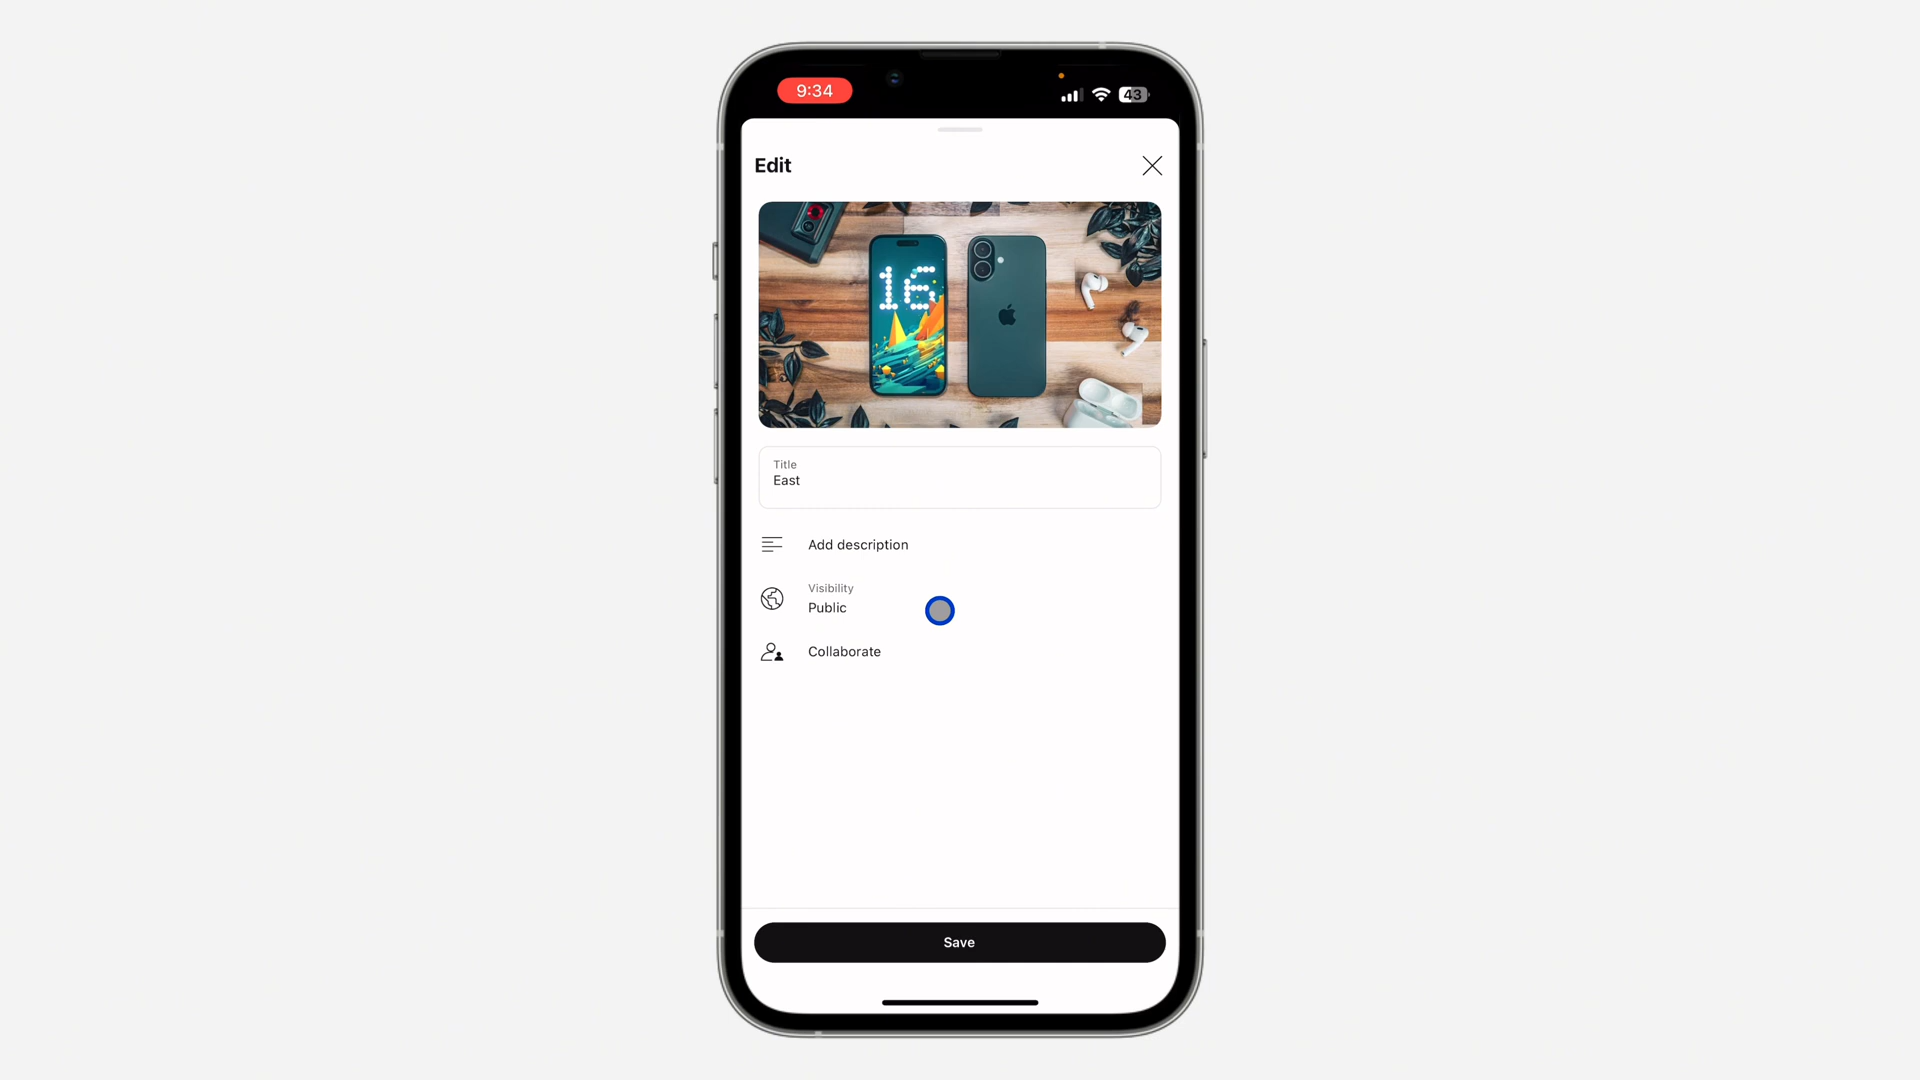 9:34
43
Edit
16
Title
East
Add description
Visibility
Public
Collaborate
Save